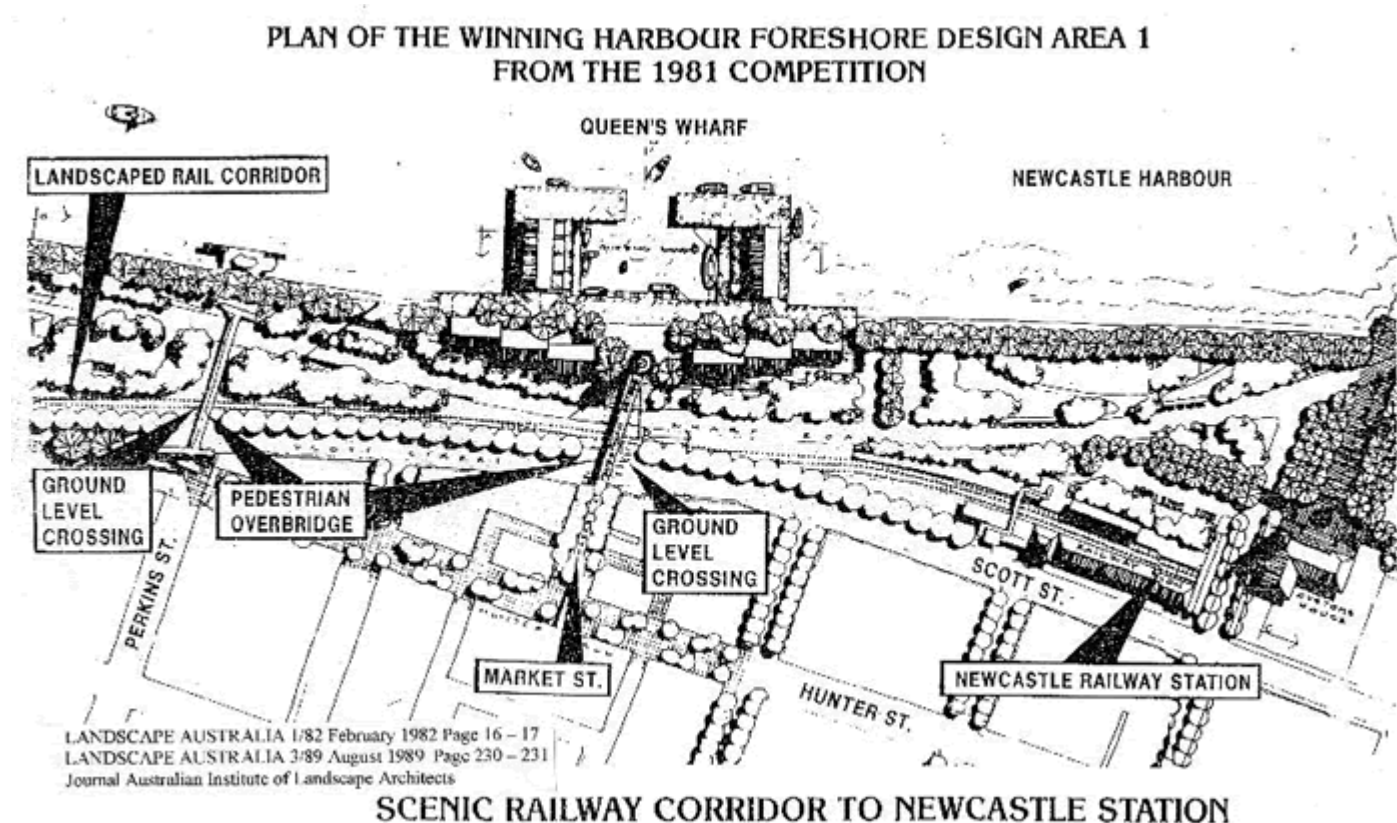 PLAN OF THE WINNING HARBOUR FORESHORE DESIGN AREA 1
FROM THE 1981 COMPETITION
QUEEN'S WHARF
LANDSCAPED RAIL CORRIDOR
NEWCASTLE HARBOUR
GROUND
LEVEL
CROSSING
PEDESTRIAN
OVERBRIDGE
GROUND
LEVEL
CROSSING
PERKINS ST.
SCOTT ST.
CUSTOMS
HOUSE
MARKET ST.
NEWCASTLE RAILWAY STATION
HUNTER ST.
LANDSCAPE AUSTRALIA 1/82 February 1982 Page 16 – 17
LANDSCAPE AUSTRALIA 3/89 August 1989 Page 230 – 231
Journal Australian Institute of Landscape Architects
SCENIC RAILWAY CORRIDOR TO NEWCASTLE STATION